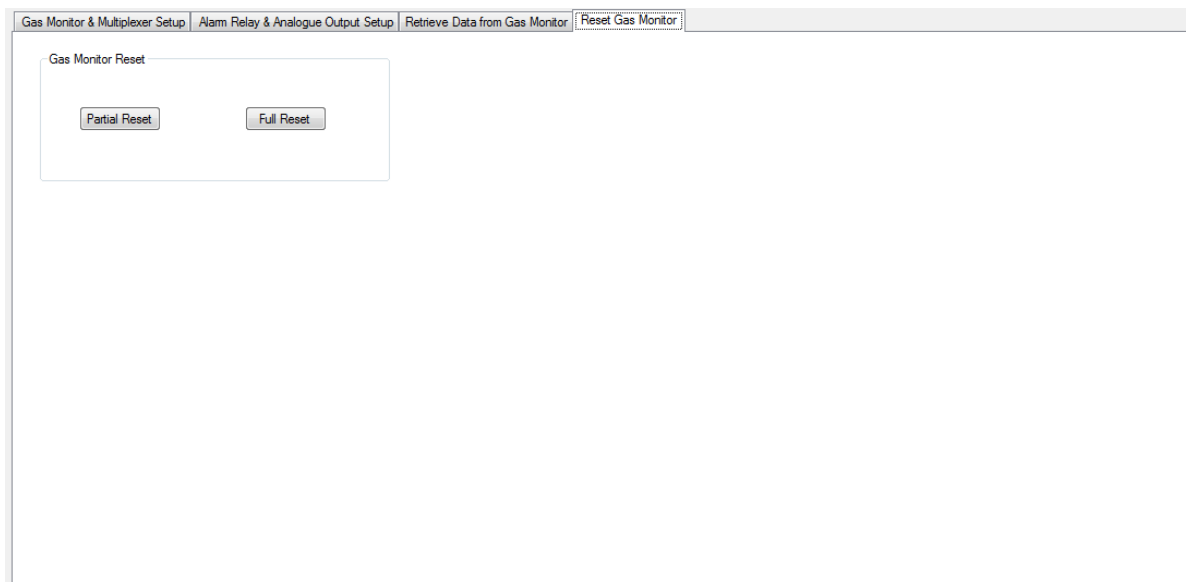 Gas Monitor & Multiplexer Setup Alarm Relay & Analogue Output Setup Retrieve Data from Gas Monitor Reset Gas Monitor
Gas Monitor Reset
Partial Reset Full Reset